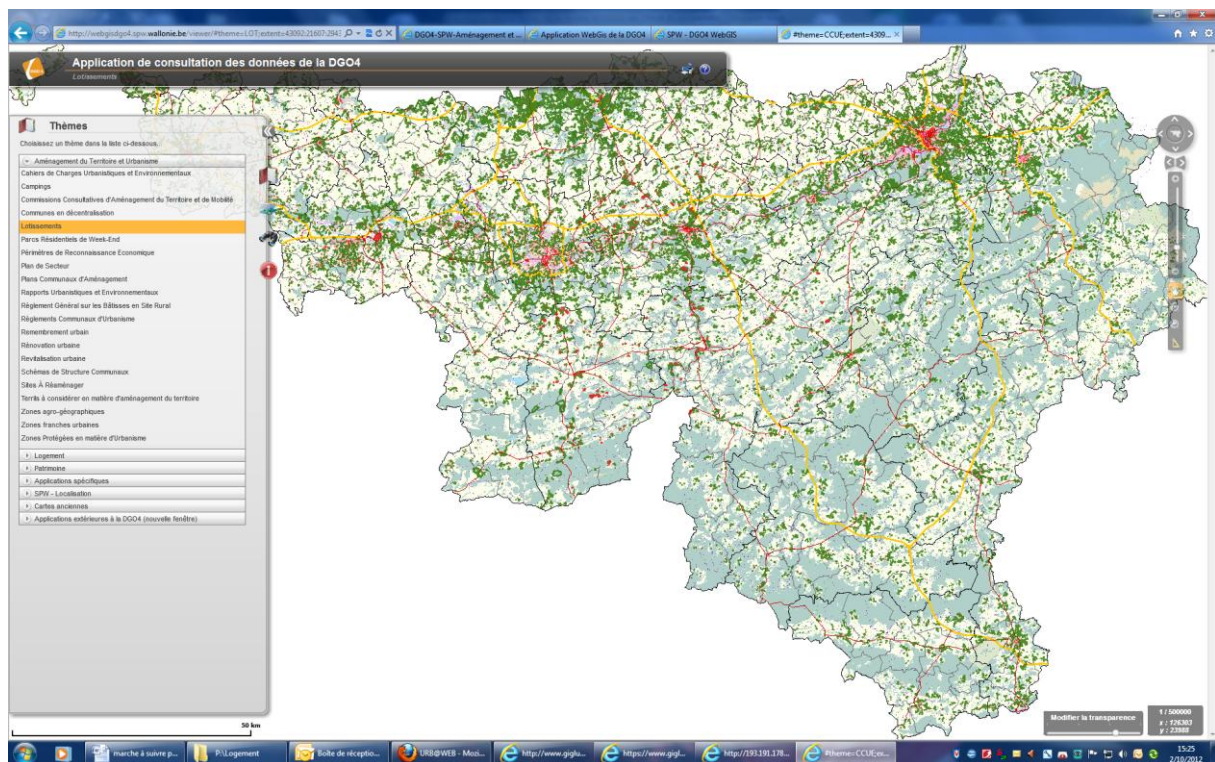 http://webgisdgo4.spw.wallonie.be/viewer/#theme=LOT;extent=43092;21607;2943
DGO4-SPW-Aménagement et ...
Application WebGis de la DGO4
SPW - DGO4 WebGIS
#theme=CCUE;extent=4309...
Application de consultation des données de la DGO4
Lotissements
Thèmes
Choisissez un thème dans la liste ci-dessous.
Aménagement du Territoire et Urbanisme
Cahiers de Charges Urbanistiques et Environnementaux
Campings
Commissions Consultatives d'Aménagement du Territoire et de Mobilité
Communes en décentralisation
Lotissements
Parcs Résidentiels de Week-End
Périmètres de Reconnaissance Economique
Plan de Secteur
Plans Communaux d'Aménagement
Rapports Urbanistiques et Environnementaux
Règlement Général sur les Bâtisses en Site Rural
Règlements Communaux d'Urbanisme
Remembrement urbain
Rénovation urbaine
Revitalisation urbaine
Schémas de Structure Communaux
Sites À Réaménager
Terrils à considérer en matière d'aménagement du territoire
Zones agro-géographiques
Zones franches urbaines
Zones Protégées en matière d'Urbanisme
Logement
Patrimoine
Applications spécifiques
SPW - Localisation
Cartes anciennes
Applications extérieures à la DGO4 (nouvelle fenêtre)
50 km
Modifier la transparence
1 / 500000
x : 126303
y : 23988
marche à suivre p...
P:\Logement
Boîte de réceptio...
URB@WEB - Mozi...
http://www.giglu...
https://www.gigl...
http://193.191.178...
#theme=CCUE;ex...
15:25
2/10/2012